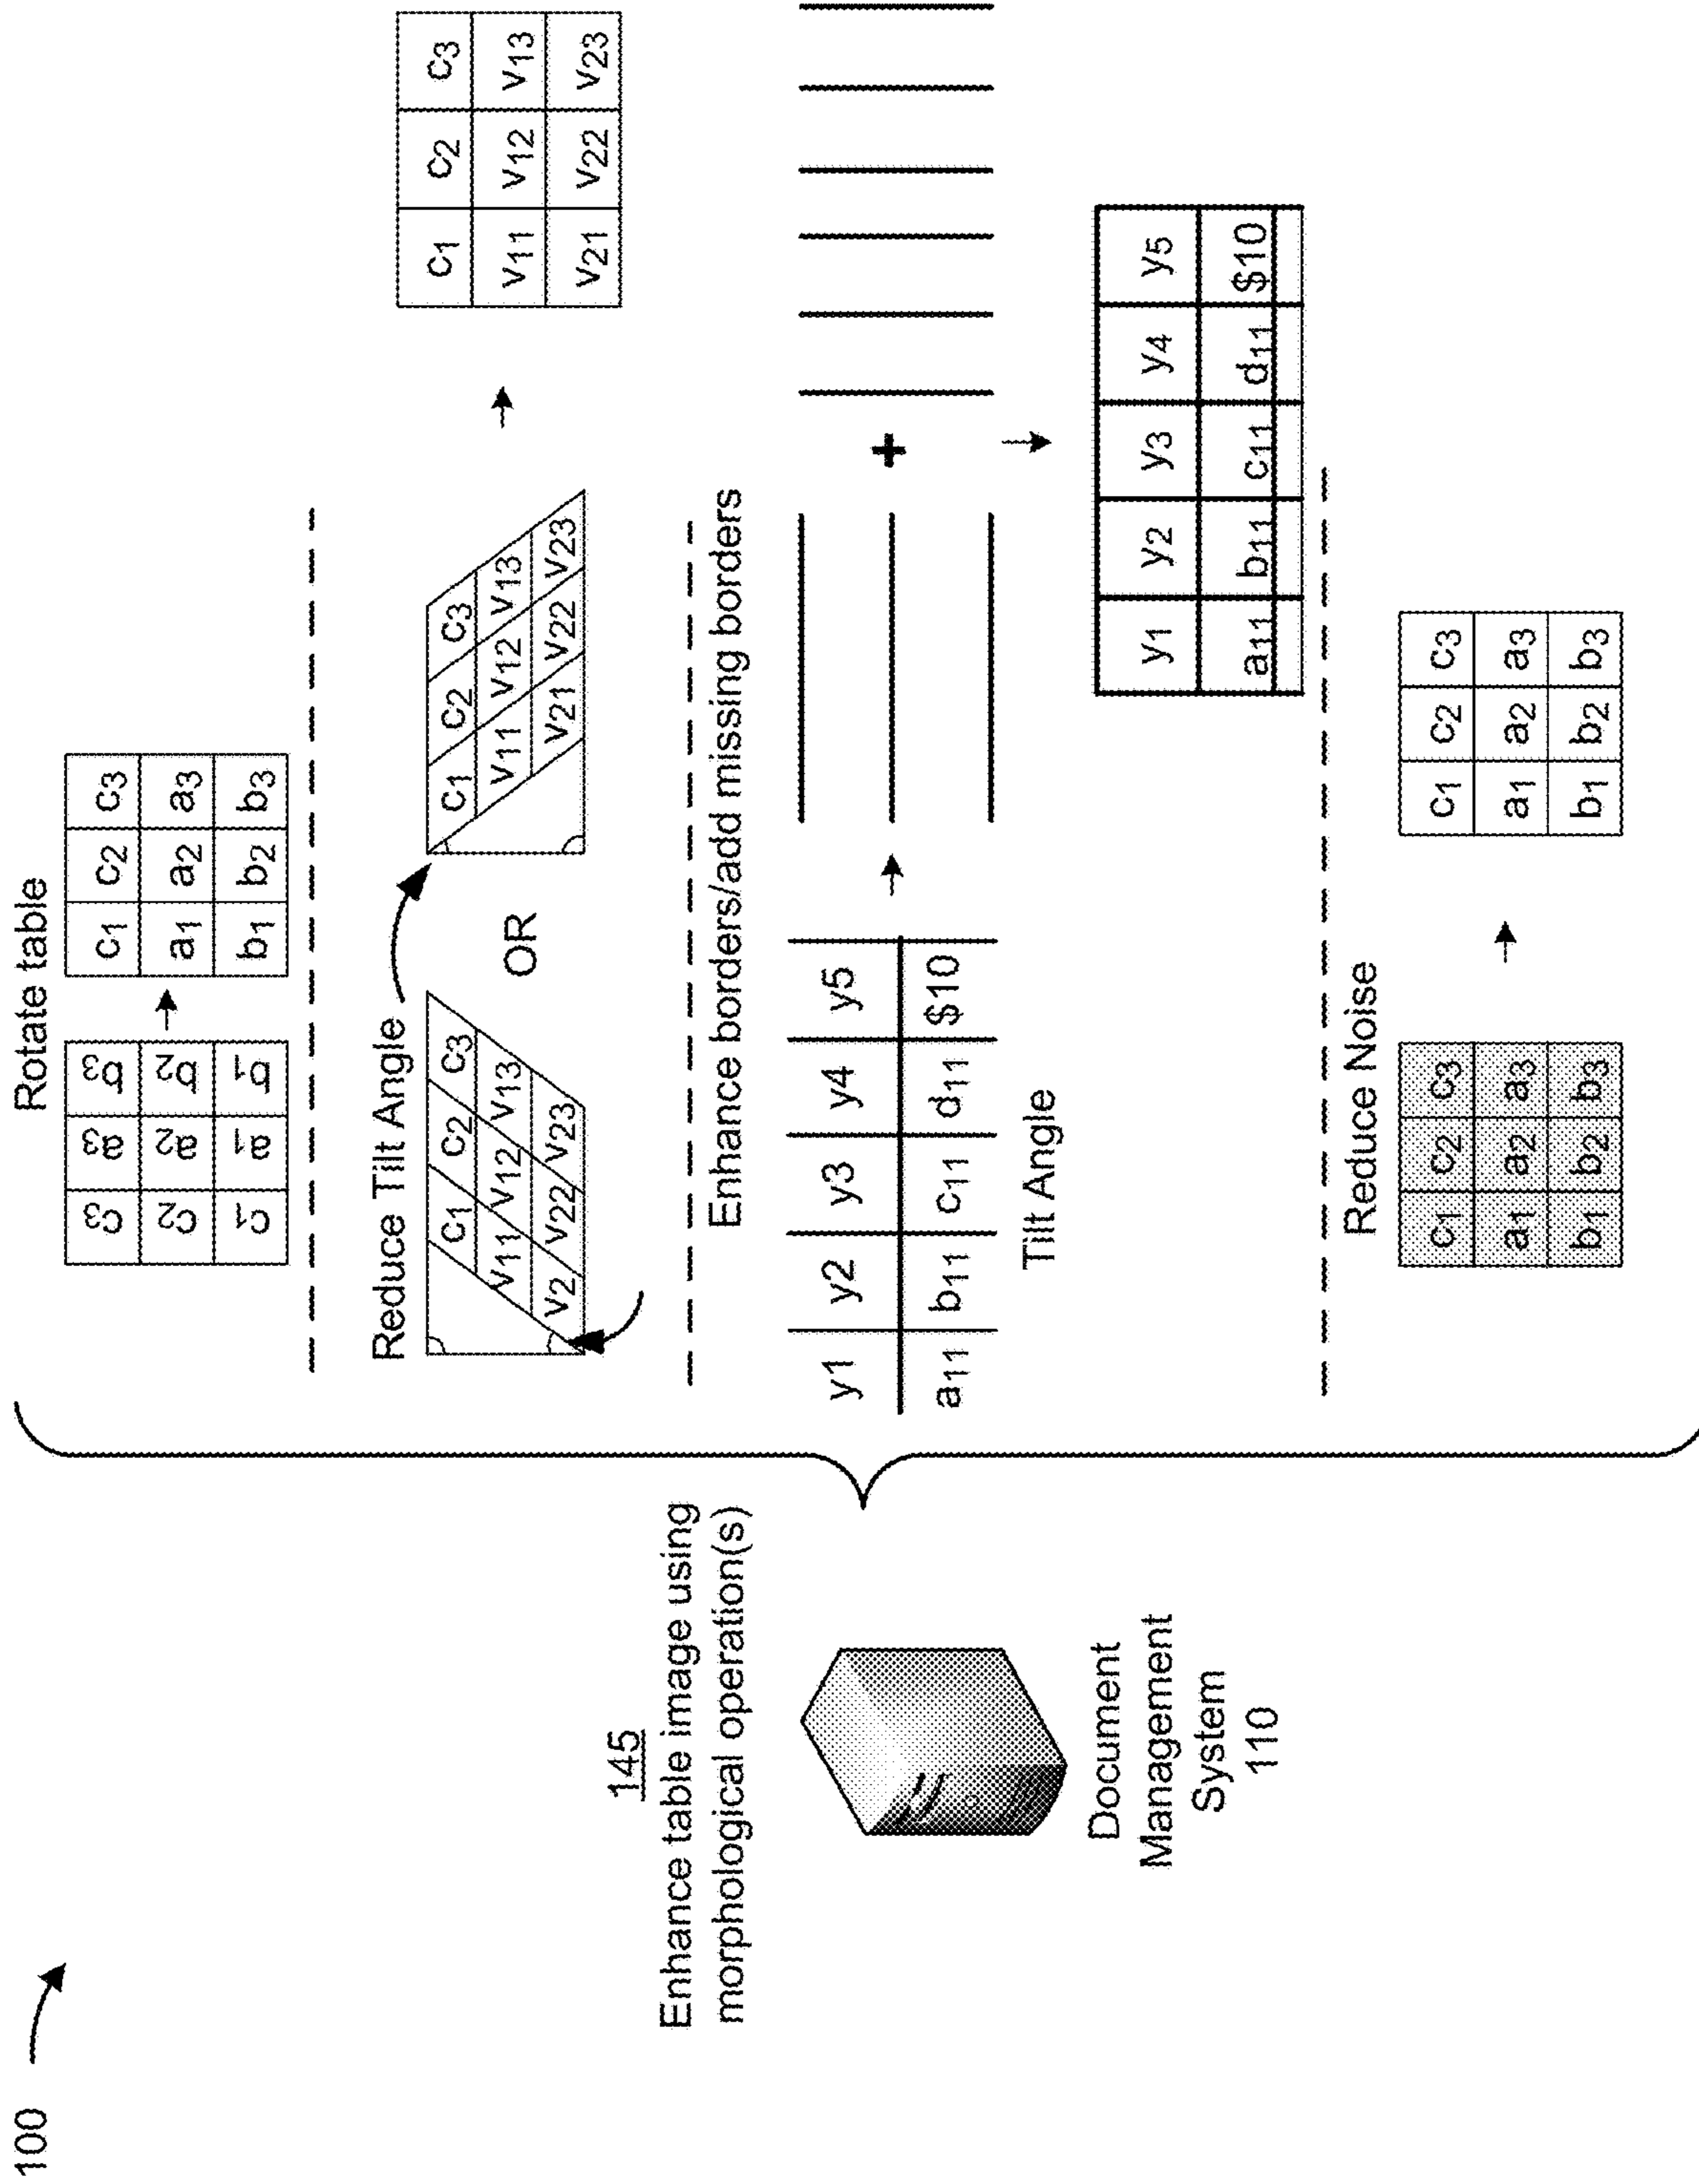 100
145
Enhance table image using
morphological operation(s)
Document
Management
System
110
Rotate table
c3 a3 b3
c2 a2 b2
c1 a1 b1
c1 c2 c3
a1 a2 a3
b1 b2 b3
Reduce Tilt Angle
c1 c2 c3
v11 v12 v13
v2 v22 v23
OR
c1 c2 c3
v11 v12 v13
v21 v22 v23
c1 c2 c3
v11 v12 v13
v21 v22 v23
Enhance borders/add missing borders
y1 y2 y3 y4 y5
a11 b11 c11 d11 $10
Tilt Angle
+
y1 y2 y3 y4 y5
a11 b11 c11 d11 $10
Reduce Noise
c1 c2 c3
a1 a2 a3
b1 b2 b3
c1 c2 c3
a1 a2 a3
b1 b2 b3